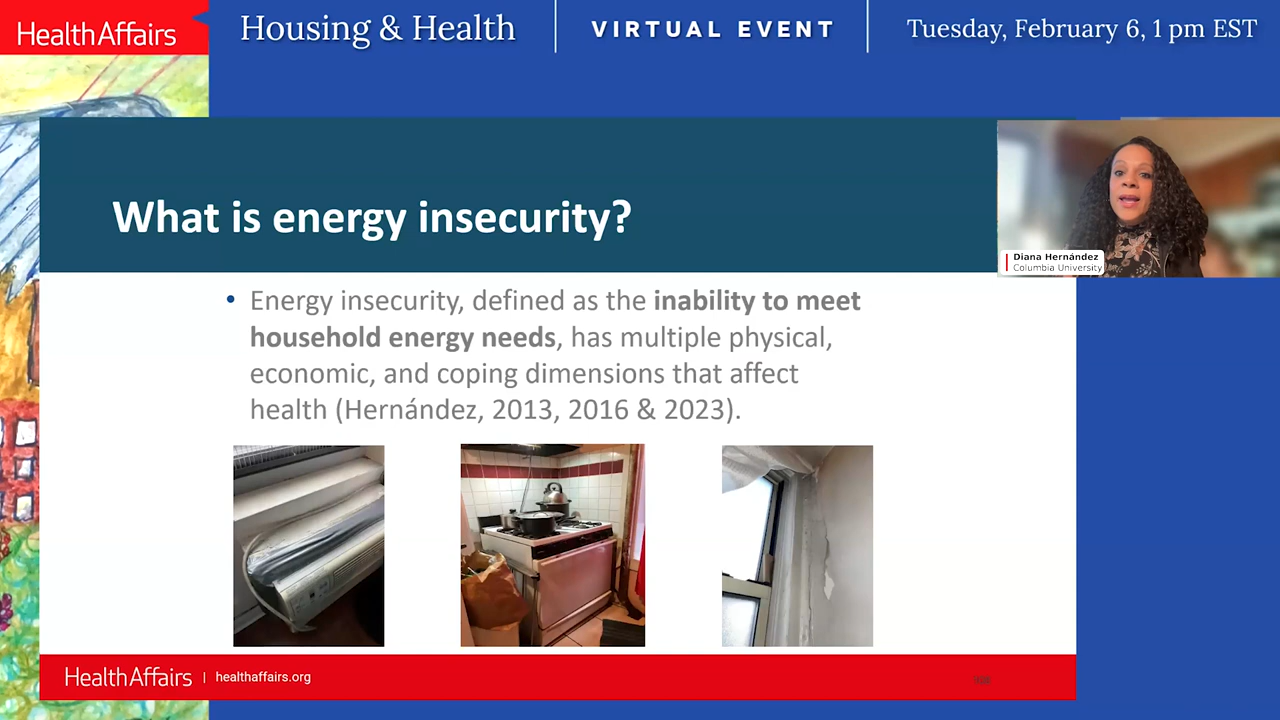 HealthAffairs
Housing & Health
VIRTUAL EVENT
Tuesday, February 6, 1 pm EST
What is energy insecurity?
Diana Hernández
Columbia University
• Energy insecurity, defined as the inability to meet
household energy needs, has multiple physical,
economic, and coping dimensions that affect
health (Hernández, 2013, 2016 & 2023).
HealthAffairs | healthaffairs.org